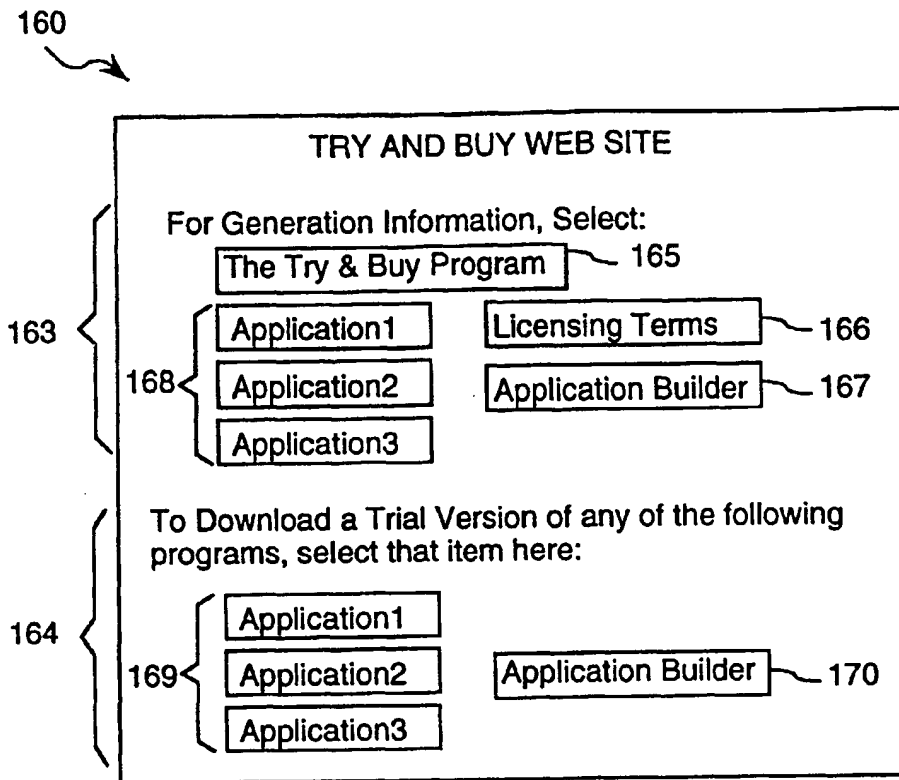 160
TRY AND BUY WEB SITE
For Generation Information, Select:
The Try & Buy Program 165
163
168
Application1 Licensing Terms 166
Application2 Application Builder 167
Application3
To Download a Trial Version of any of the following
programs, select that item here:
164
169
Application1
Application2 Application Builder 170
Application3